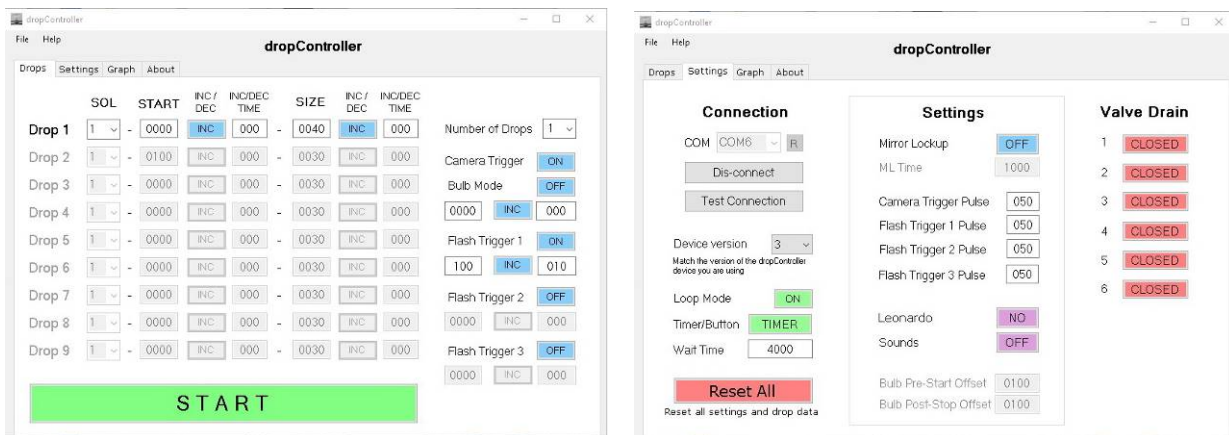 dropController
File Help
dropController
Drops Settings Graph About
SOL START INC / DEC INC/DEC TIME SIZE INC / DEC INC/DEC TIME
Drop 1 1 - 0000 INC 000 - 0040 INC 000
Drop 2 1 - 0100 INC 000 - 0030 INC 000
Drop 3 1 - 0000 INC 000 - 0030 INC 000
Drop 4 1 - 0000 INC 000 - 0030 INC 000
Drop 5 1 - 0000 INC 000 - 0030 INC 000
Drop 6 1 - 0000 INC 000 - 0030 INC 000
Drop 7 1 - 0000 INC 000 - 0030 INC 000
Drop 8 1 - 0000 INC 000 - 0030 INC 000
Drop 9 1 - 0000 INC 000 - 0030 INC 000
Number of Drops 1
Camera Trigger ON
Bulb Mode OFF
0000 INC 000
Flash Trigger 1 ON
100 INC 010
Flash Trigger 2 OFF
0000 INC 000
Flash Trigger 3 OFF
0000 INC 000
START
dropController
File Help
dropController
Drops Settings Graph About
Connection
COM COM6 R
Dis-connect
Test Connection
Device version 3
Match the version of the dropController
device you are using
Loop Mode ON
Timer/Button TIMER
Wait Time 4000
Reset All
Reset all settings and drop data
Settings
Mirror Lockup OFF
ML Time 1000
Camera Trigger Pulse 050
Flash Trigger 1 Pulse 050
Flash Trigger 2 Pulse 050
Flash Trigger 3 Pulse 050
Leonardo NO
Sounds OFF
Bulb Pre-Start Offset 0100
Bulb Post-Stop Offset 0100
Valve Drain
1 CLOSED
2 CLOSED
3 CLOSED
4 CLOSED
5 CLOSED
6 CLOSED